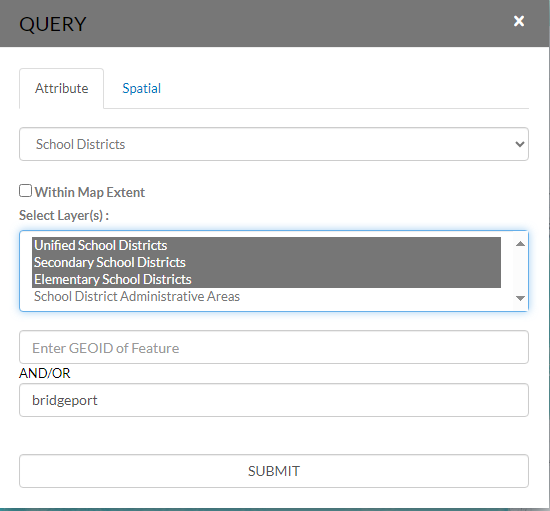 QUERY ×
Attribute Spatial
School Districts
Within Map Extent
Select Layer(s) :
Unified School Districts
Secondary School Districts
Elementary School Districts
School District Administrative Areas
Enter GEOID of Feature
AND/OR
bridgeport
SUBMIT